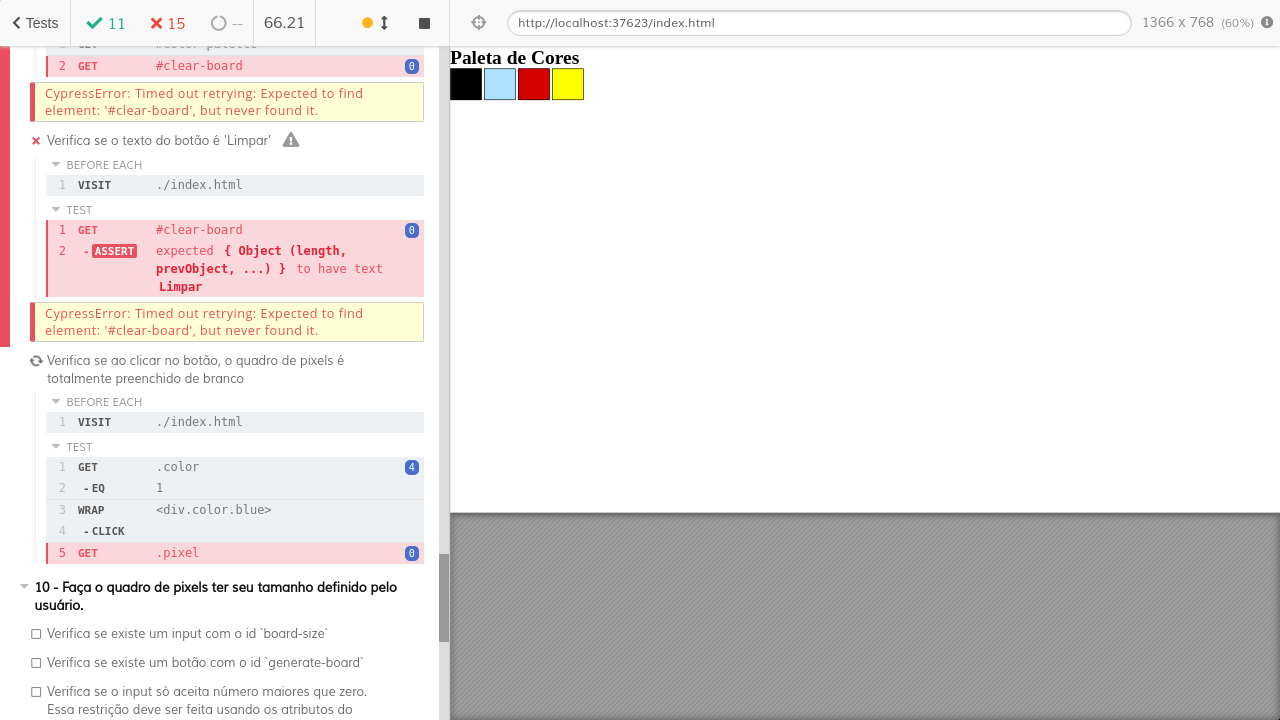 Tests 11 15 -- 66.21
http://localhost:37623/index.html 1366 x 768 (60%)
1 GET #color-palette
2 GET #clear-board 0
CypressError: Timed out retrying: Expected to find
element: '#clear-board', but never found it.
Verifica se o texto do botão é 'Limpar'
BEFORE EACH
1 VISIT ./index.html
TEST
1 GET #clear-board 0
2 -ASSERT expected { Object (length,
prevObject, ...) } to have text
Limpar
CypressError: Timed out retrying: Expected to find
element: '#clear-board', but never found it.
Verifica se ao clicar no botão, o quadro de pixels é
totalmente preenchido de branco
BEFORE EACH
1 VISIT ./index.html
TEST
1 GET .color 4
2 -EQ 1
3 WRAP <div.color.blue>
4 -CLICK
5 GET .pixel 0
10 - Faça o quadro de pixels ter seu tamanho definido pelo
usuário.
Verifica se existe um input com o id `board-size`
Verifica se existe um botão com o id `generate-board`
Verifica se o input só aceita número maiores que zero.
Essa restrição deve ser feita usando os atributos do
Paleta de Cores